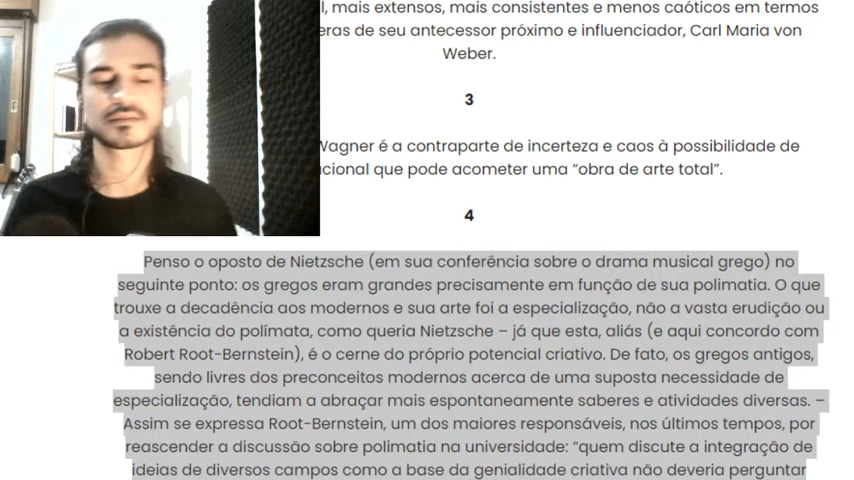 l, mais extensos, mais consistentes e menos caóticos em termos
eras de seu antecessor próximo e influenciador, Carl Maria von
Weber.
3
Wagner é a contraparte de incerteza e caos à possibilidade de
cional que pode acometer uma “obra de arte total”.
4
Penso o oposto de Nietzsche (em sua conferência sobre o drama musical grego) no
seguinte ponto: os gregos eram grandes precisamente em função de sua polimatia. O que
trouxe a decadência aos modernos e sua arte foi a especialização, não a vasta erudição ou
a existência do polímata, como queria Nietzsche – já que esta, aliás (e aqui concordo com
Robert Root-Bernstein), é o cerne do próprio potencial criativo. De fato, os gregos antigos,
sendo livres dos preconceitos modernos acerca de uma suposta necessidade de
especialização, tendiam a abraçar mais espontaneamente saberes e atividades diversas. –
Assim se expressa Root-Bernstein, um dos maiores responsáveis, nos últimos tempos, por
reascender a discussão sobre polimatia na universidade: “quem discute a integração de
ideias de diversos campos como a base da genialidade criativa não deveria perguntar